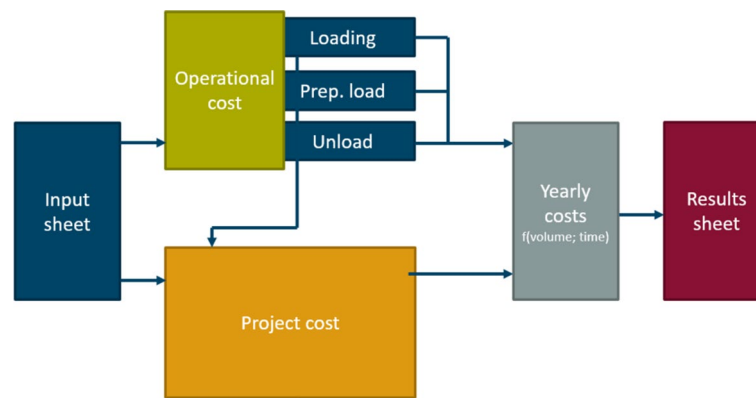 Loading
Operational
cost
Prep. load
Unload
Input
sheet
Yearly
costs
f(volume; time)
Results
sheet
Project cost